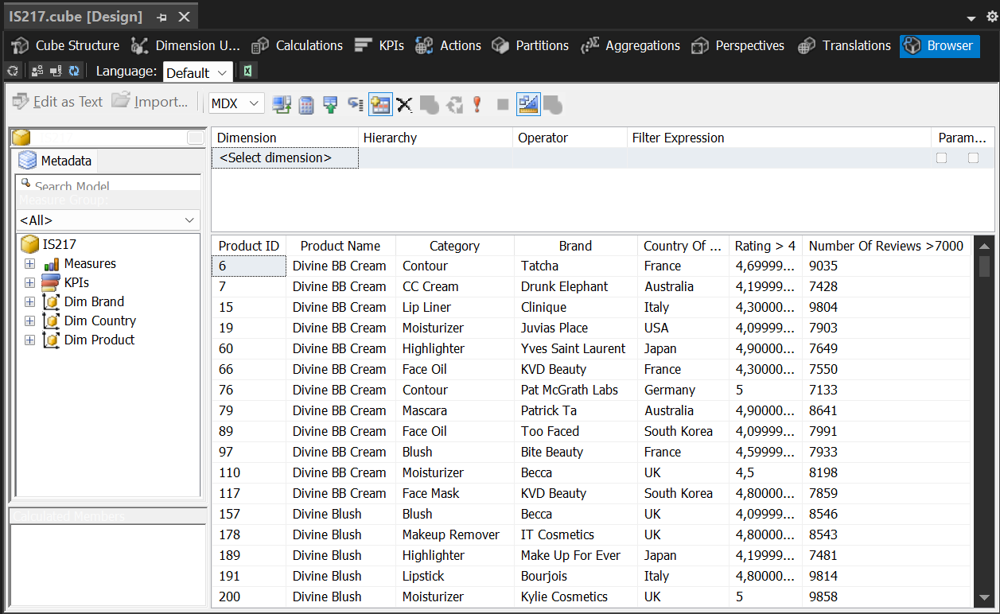 IS217.cube [Design]
Cube Structure Dimension U... Calculations KPIs Actions Partitions Aggregations Perspectives Translations Browser
Language: Default
Edit as Text Import... MDX
Metadata
Search Model
Measure Group:
<All>
IS217
Measures
KPIs
Dim Brand
Dim Country
Dim Product
Calculated Members
Dimension Hierarchy Operator Filter Expression Param...
<Select dimension>
Product ID Product Name Category Brand Country Of ... Rating > 4 Number Of Reviews >7000
6 Divine BB Cream Contour Tatcha France 4,69999... 9035
7 Divine BB Cream CC Cream Drunk Elephant Australia 4,19999... 7428
15 Divine BB Cream Lip Liner Clinique Italy 4,30000... 9804
19 Divine BB Cream Moisturizer Juvias Place USA 4,09999... 7903
60 Divine BB Cream Highlighter Yves Saint Laurent Japan 4,90000... 7649
66 Divine BB Cream Face Oil KVD Beauty France 4,30000... 7550
76 Divine BB Cream Contour Pat McGrath Labs Germany 5 7133
79 Divine BB Cream Mascara Patrick Ta Australia 4,90000... 8641
89 Divine BB Cream Face Oil Too Faced South Korea 4,09999... 7991
97 Divine BB Cream Blush Bite Beauty France 4,59999... 7933
110 Divine BB Cream Moisturizer Becca UK 4,5 8198
117 Divine BB Cream Face Mask KVD Beauty South Korea 4,80000... 7859
157 Divine Blush Blush Becca UK 4,09999... 8546
178 Divine Blush Makeup Remover IT Cosmetics UK 4,80000... 8543
189 Divine Blush Highlighter Make Up For Ever Japan 4,19999... 7481
191 Divine Blush Lipstick Bourjois Italy 4,80000... 9814
200 Divine Blush Moisturizer Kylie Cosmetics UK 5 9858